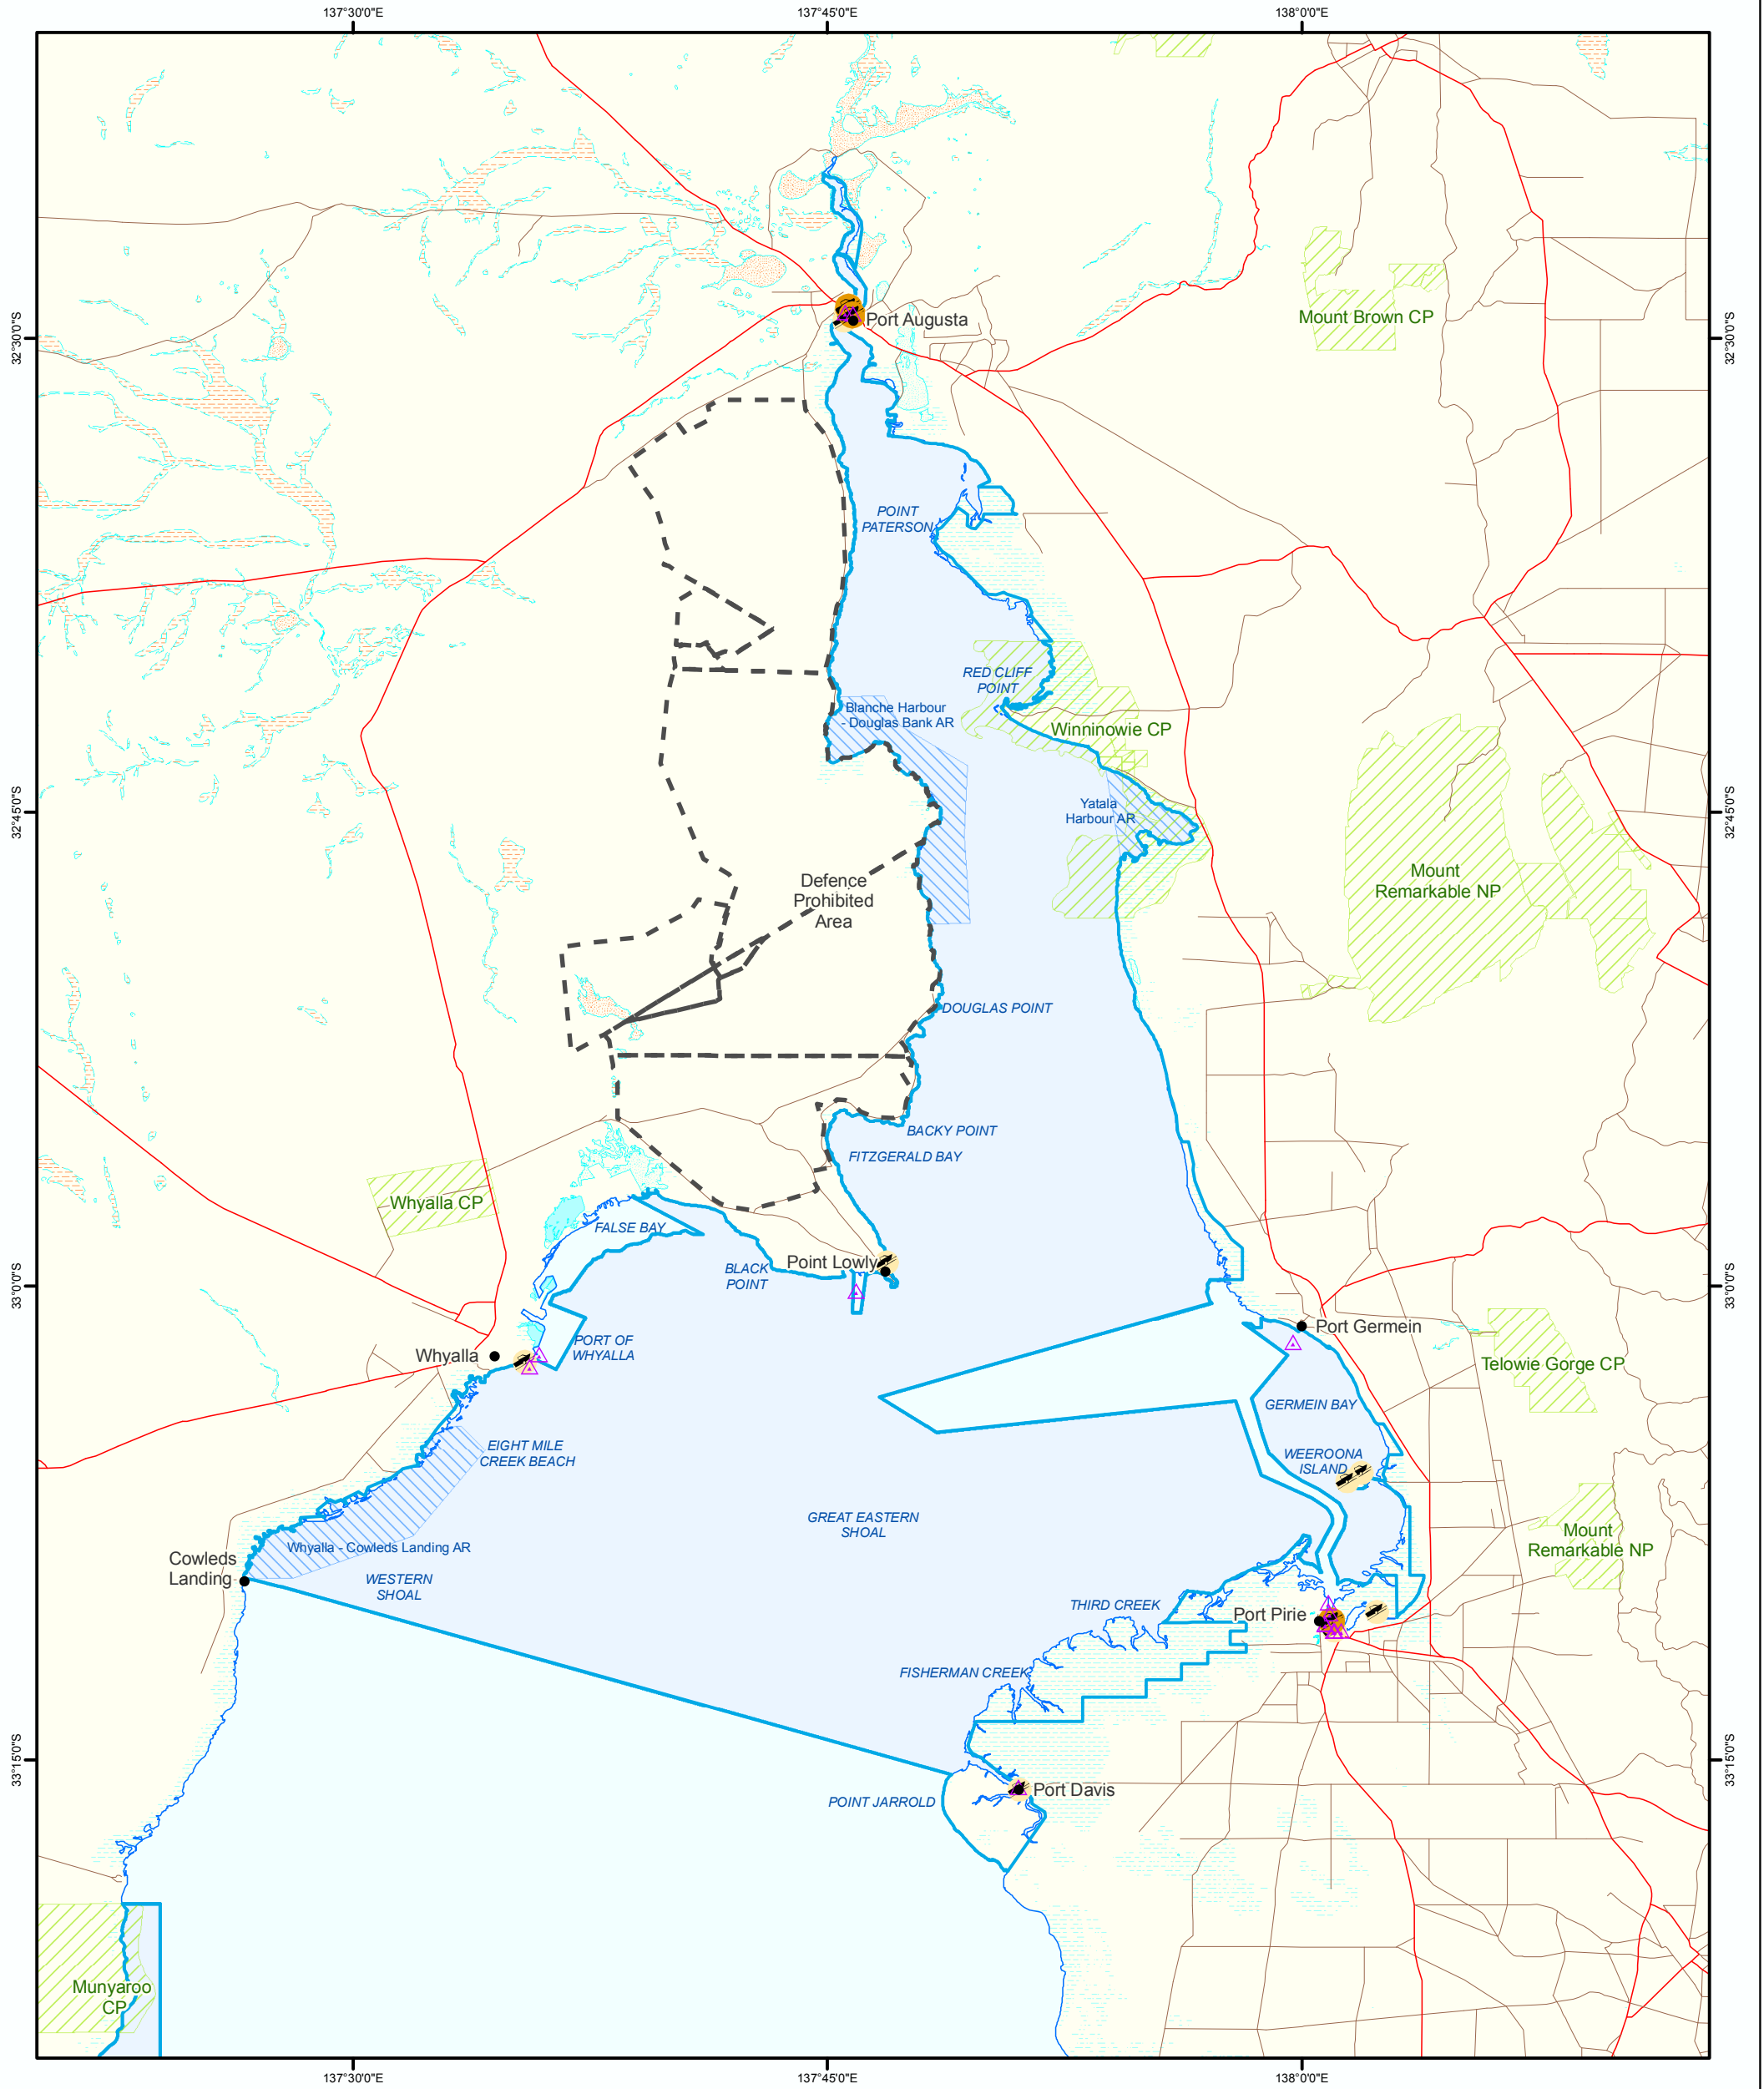 137°30'0"E
137°45'0"E
138°0'0"E
32°30'0"S
32°30'0"S
Port Augusta
Mount Brown CP
POINT
PATERSON
RED CLIFF
POINT
Blanche Harbour
- Douglas Bank AR
Winninowie CP
32°45'0"S
32°45'0"S
Yatala
Harbour AR
Defence
Prohibited
Area
Mount
Remarkable NP
DOUGLAS POINT
BACKY POINT
FITZGERALD BAY
Whyalla CP
FALSE BAY
Point Lowly
BLACK
POINT
33°0'0"S
33°0'0"S
Port Germein
PORT OF
WHYALLA
Whyalla
Telowie Gorge CP
GERMEIN BAY
EIGHT MILE
CREEK BEACH
WEEROONA
ISLAND
GREAT EASTERN
SHOAL
Mount
Remarkable NP
Whyalla - Cowleds Landing AR
Cowleds
Landing
WESTERN
SHOAL
THIRD CREEK
Port Pirie
FISHERMAN CREEK
33°15'0"S
33°15'0"S
Port Davis
POINT JARROLD
Munyaroo
CP
137°30'0"E
137°45'0"E
138°0'0"E